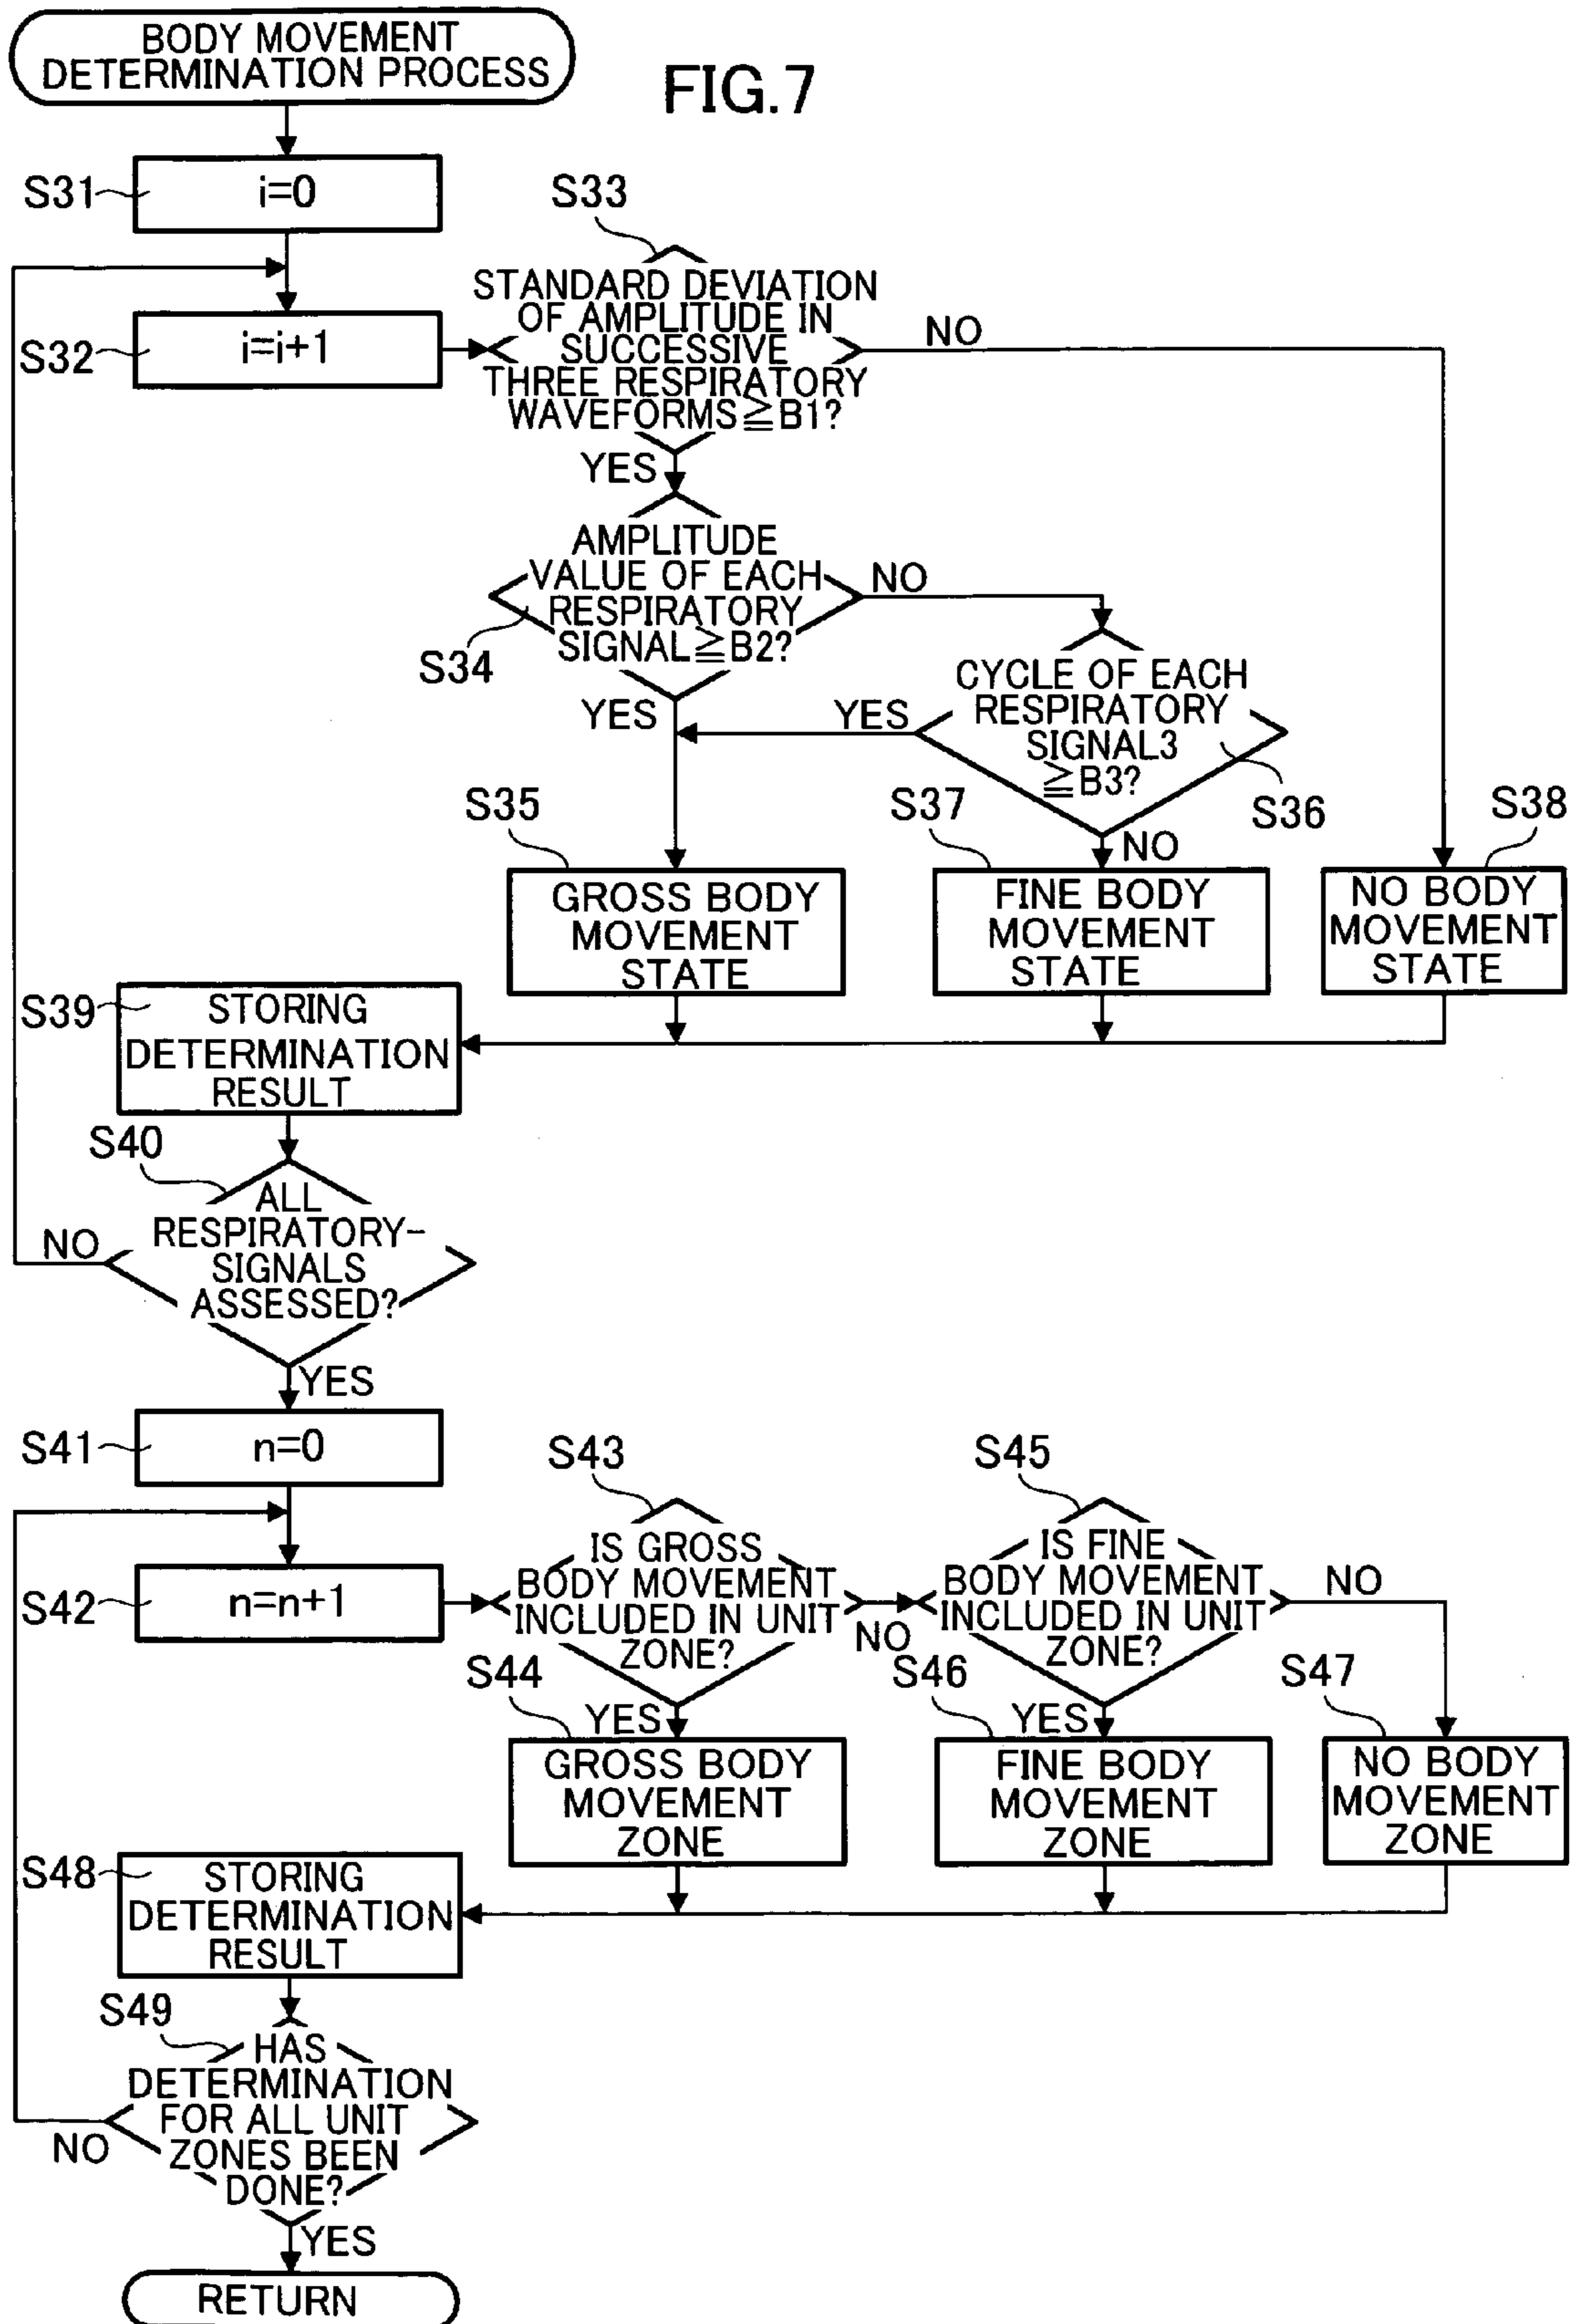 BODY MOVEMENT
DETERMINATION PROCESS
FIG.7
S31
i=0
S32
i=i+1
S33
STANDARD DEVIATION
OF AMPLITUDE IN
SUCCESSIVE
THREE RESPIRATORY
WAVEFORMS≧B1?
NO
YES
AMPLITUDE
VALUE OF EACH
RESPIRATORY
SIGNAL≧B2?
S34
NO
YES
CYCLE OF EACH
RESPIRATORY
SIGNAL3
≧B3?
S36
YES
NO
S35
GROSS BODY
MOVEMENT
STATE
S37
FINE BODY
MOVEMENT
STATE
S38
NO BODY
MOVEMENT
STATE
S39
STORING
DETERMINATION
RESULT
S40
ALL
RESPIRATORY-
SIGNALS
ASSESSED?
NO
YES
S41
n=0
S42
n=n+1
S43
IS GROSS
BODY MOVEMENT
INCLUDED IN UNIT
ZONE?
NO
YES
S45
IS FINE
BODY MOVEMENT
INCLUDED IN UNIT
ZONE?
NO
YES
S44
GROSS BODY
MOVEMENT
ZONE
S46
FINE BODY
MOVEMENT
ZONE
S47
NO BODY
MOVEMENT
ZONE
S48
STORING
DETERMINATION
RESULT
S49
HAS
DETERMINATION
FOR ALL UNIT
ZONES BEEN
DONE?
NO
YES
RETURN